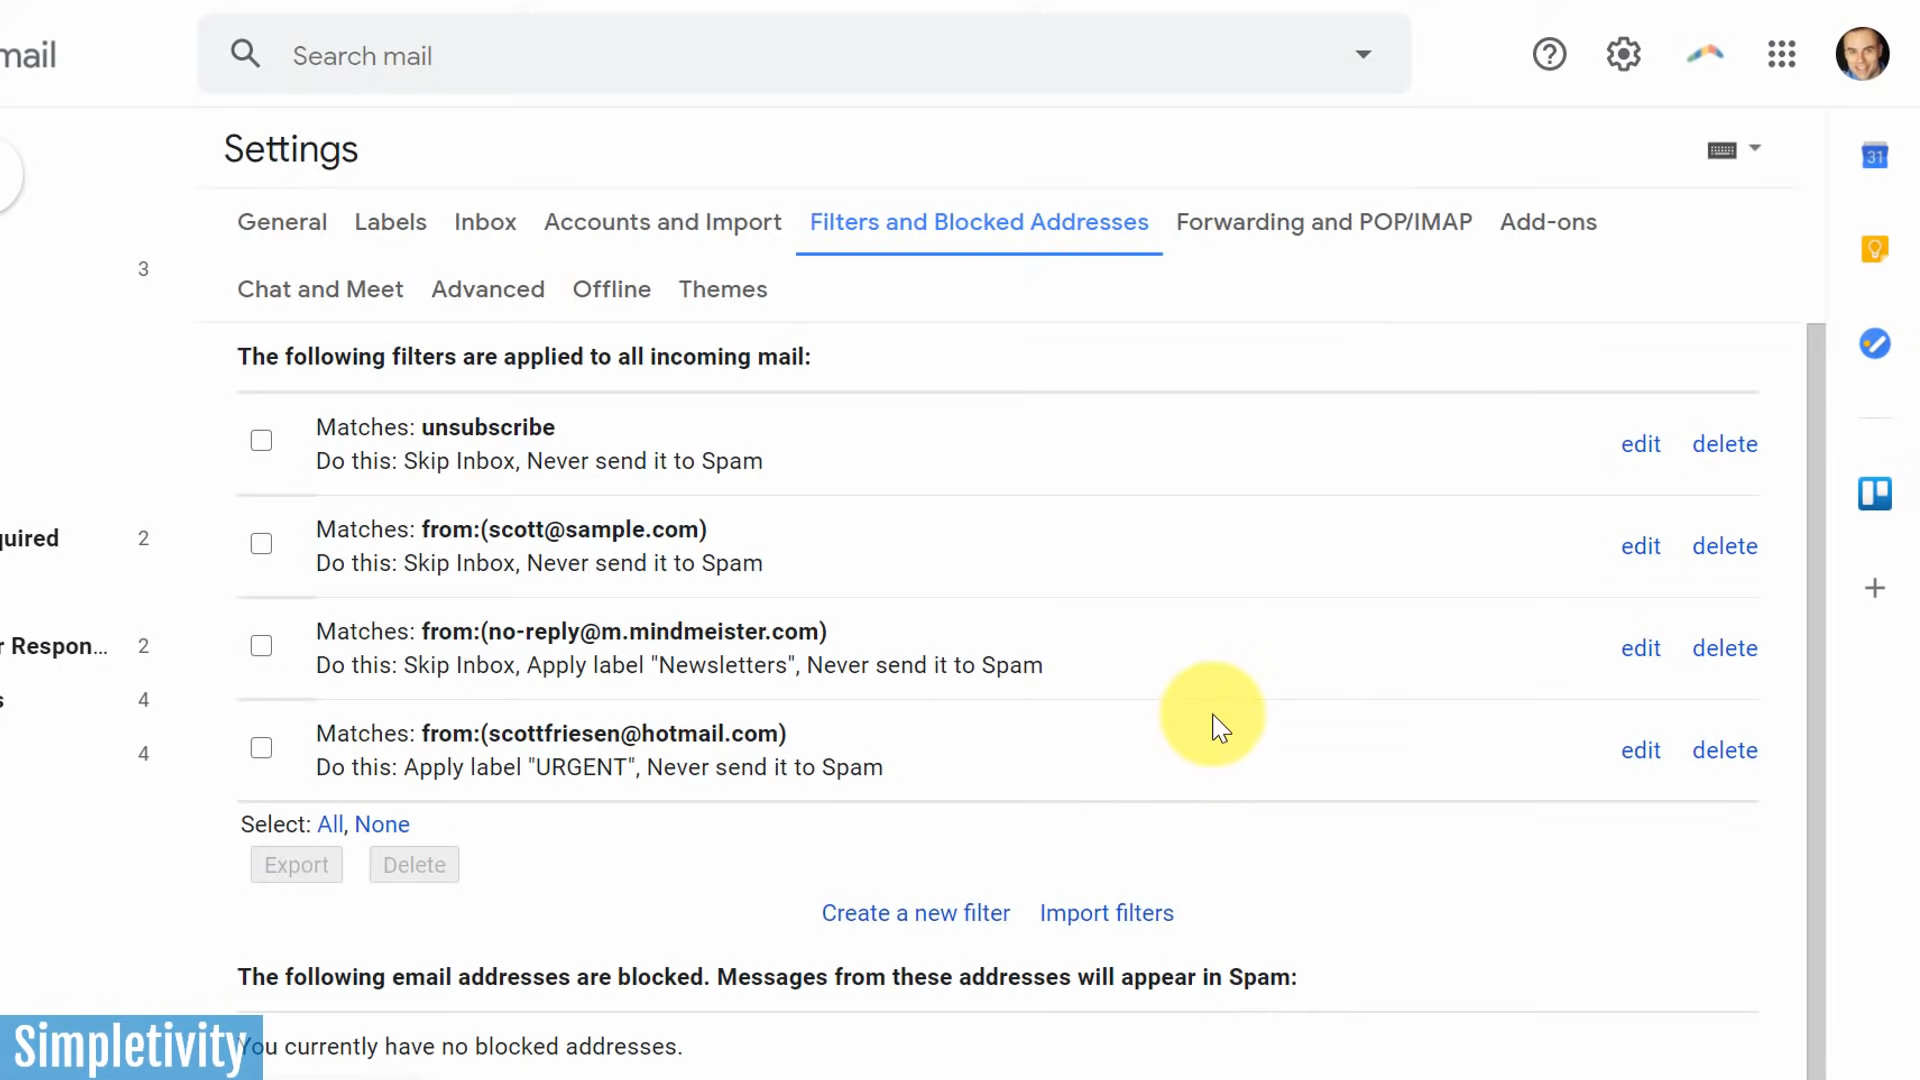 mail
Search mail
Settings
General Labels Inbox Accounts and Import Filters and Blocked Addresses Forwarding and POP/IMAP Add-ons
Chat and Meet Advanced Offline Themes
3
The following filters are applied to all incoming mail:
Matches: unsubscribe
Do this: Skip Inbox, Never send it to Spam
edit delete
quired 2
Matches: from:(scott@sample.com)
Do this: Skip Inbox, Never send it to Spam
edit delete
r Respon... 2
Matches: from:(no-reply@m.mindmeister.com)
Do this: Skip Inbox, Apply label "Newsletters", Never send it to Spam
edit delete
s 4
4
Matches: from:(scottfriesen@hotmail.com)
Do this: Apply label "URGENT", Never send it to Spam
edit delete
Select: All, None
Export Delete
Create a new filter Import filters
The following email addresses are blocked. Messages from these addresses will appear in Spam:
You currently have no blocked addresses.
Simpletivity
31